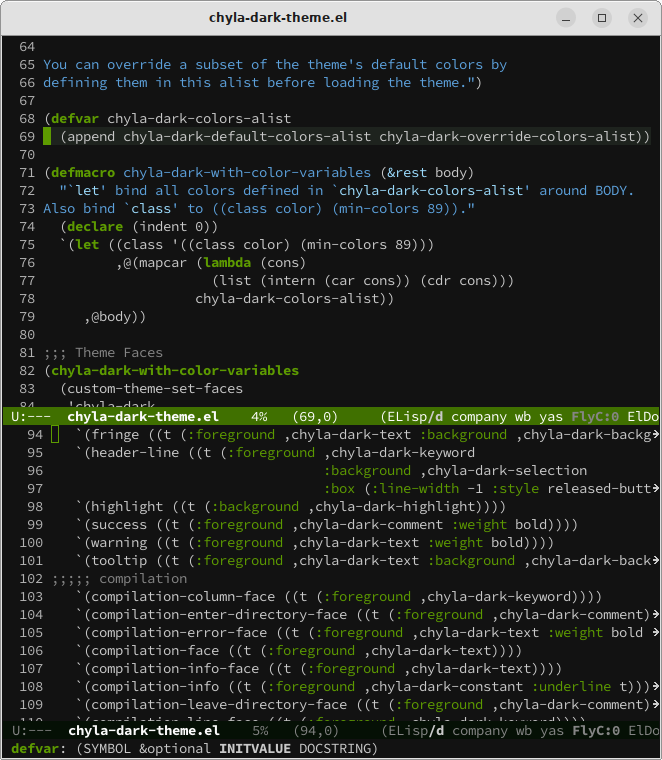 chyla-dark-theme.el
64
65 You can override a subset of the theme's default colors by
66 defining them in this alist before loading the theme.")
67
68 (defvar chyla-dark-colors-alist
69   (append chyla-dark-default-colors-alist chyla-dark-override-colors-alist))
70
71 (defmacro chyla-dark-with-color-variables (&rest body)
72   "`let' bind all colors defined in `chyla-dark-colors-alist' around BODY.
73 Also bind `class' to ((class color) (min-colors 89))."
74   (declare (indent 0))
75   `(let ((class '((class color) (min-colors 89)))
76          ,@(mapcar (lambda (cons)
77                      (list (intern (car cons)) (cdr cons)))
78                    chyla-dark-colors-alist))
79      ,@body))
80
81 ;;; Theme Faces
82 (chyla-dark-with-color-variables
83   (custom-theme-set-faces
84    'chyla-dark
U:---  chyla-dark-theme.el    4%   (69,0)     (ELisp/d company wb yas FlyC:0 ElDo
94    `(fringe ((t (:foreground ,chyla-dark-text :background ,chyla-dark-backg→
95    `(header-line ((t (:foreground ,chyla-dark-keyword
96                                   :background ,chyla-dark-selection
97                                   :box (:line-width -1 :style released-butt→
98    `(highlight ((t (:background ,chyla-dark-highlight))))
99    `(success ((t (:foreground ,chyla-dark-comment :weight bold))))
100    `(warning ((t (:foreground ,chyla-dark-text :weight bold))))
101    `(tooltip ((t (:foreground ,chyla-dark-text :background ,chyla-dark-back→
102 ;;;;; compilation
103    `(compilation-column-face ((t (:foreground ,chyla-dark-keyword))))
104    `(compilation-enter-directory-face ((t (:foreground ,chyla-dark-comment)→
105    `(compilation-error-face ((t (:foreground ,chyla-dark-text :weight bold →
106    `(compilation-face ((t (:foreground ,chyla-dark-text))))
107    `(compilation-info-face ((t (:foreground ,chyla-dark-text))))
108    `(compilation-info ((t (:foreground ,chyla-dark-constant :underline t)))→
109    `(compilation-leave-directory-face ((t (:foreground ,chyla-dark-comment)→
110    `(compilation-line-face ((t (:foreground ,chyla-dark-keyword))))
U:---  chyla-dark-theme.el    5%   (94,0)     (ELisp/d company wb yas FlyC:0 ElDo
defvar: (SYMBOL &optional INITVALUE DOCSTRING)